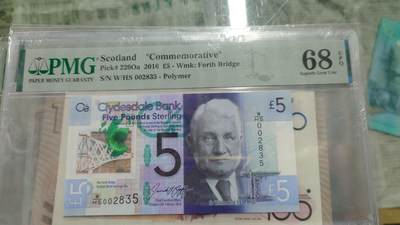 PMG
PAPER MONEY GUARANTY
Scotland "Commemorative"
Pick# 229Oa 2016 £5 - Wmk: Forth Bridge
S/N W/HS 002835 - Polymer
68 EPQ
Superb Gem Unc
Clydesdale Bank
Five Pounds Sterling
£5
5
W/HS 002835
£5
W/HS 002835
£5